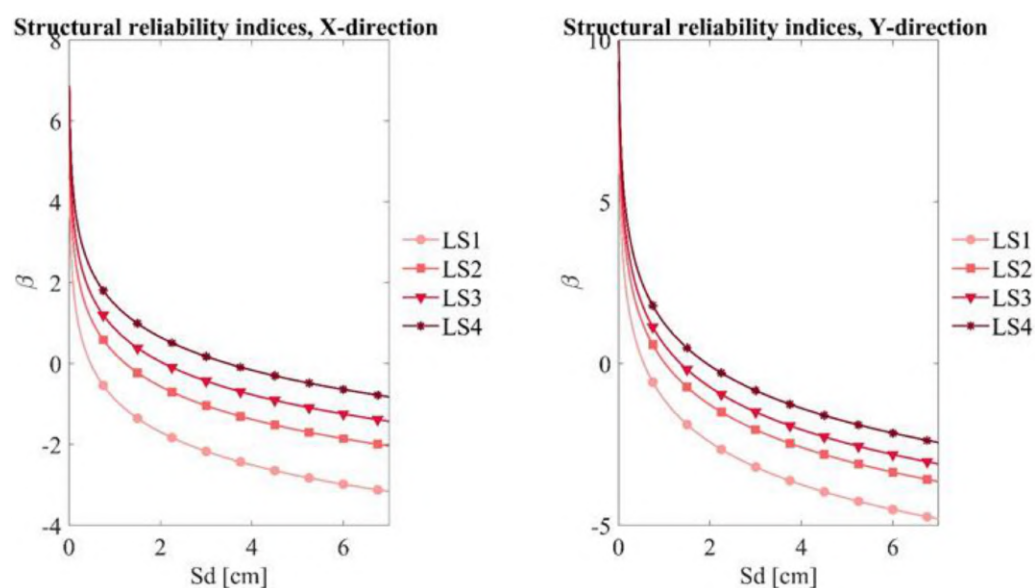 Structural reliability indices, X-direction
8
6
4
2
0
-2
-4
β
0 2 4 6
Sd [cm]
LS1
LS2
LS3
LS4
Structural reliability indices, Y-direction
10
5
0
-5
β
0 2 4 6
Sd [cm]
LS1
LS2
LS3
LS4